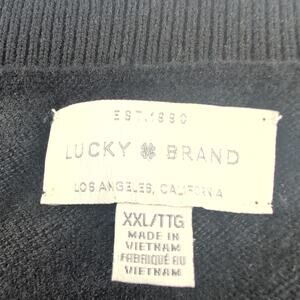 EST.1990
LUCKY BRAND
LOS ANGELES, CALIFORNIA
XXL/TTG
MADE IN
VIETNAM
FABRIQUÉ AU
VIETNAM